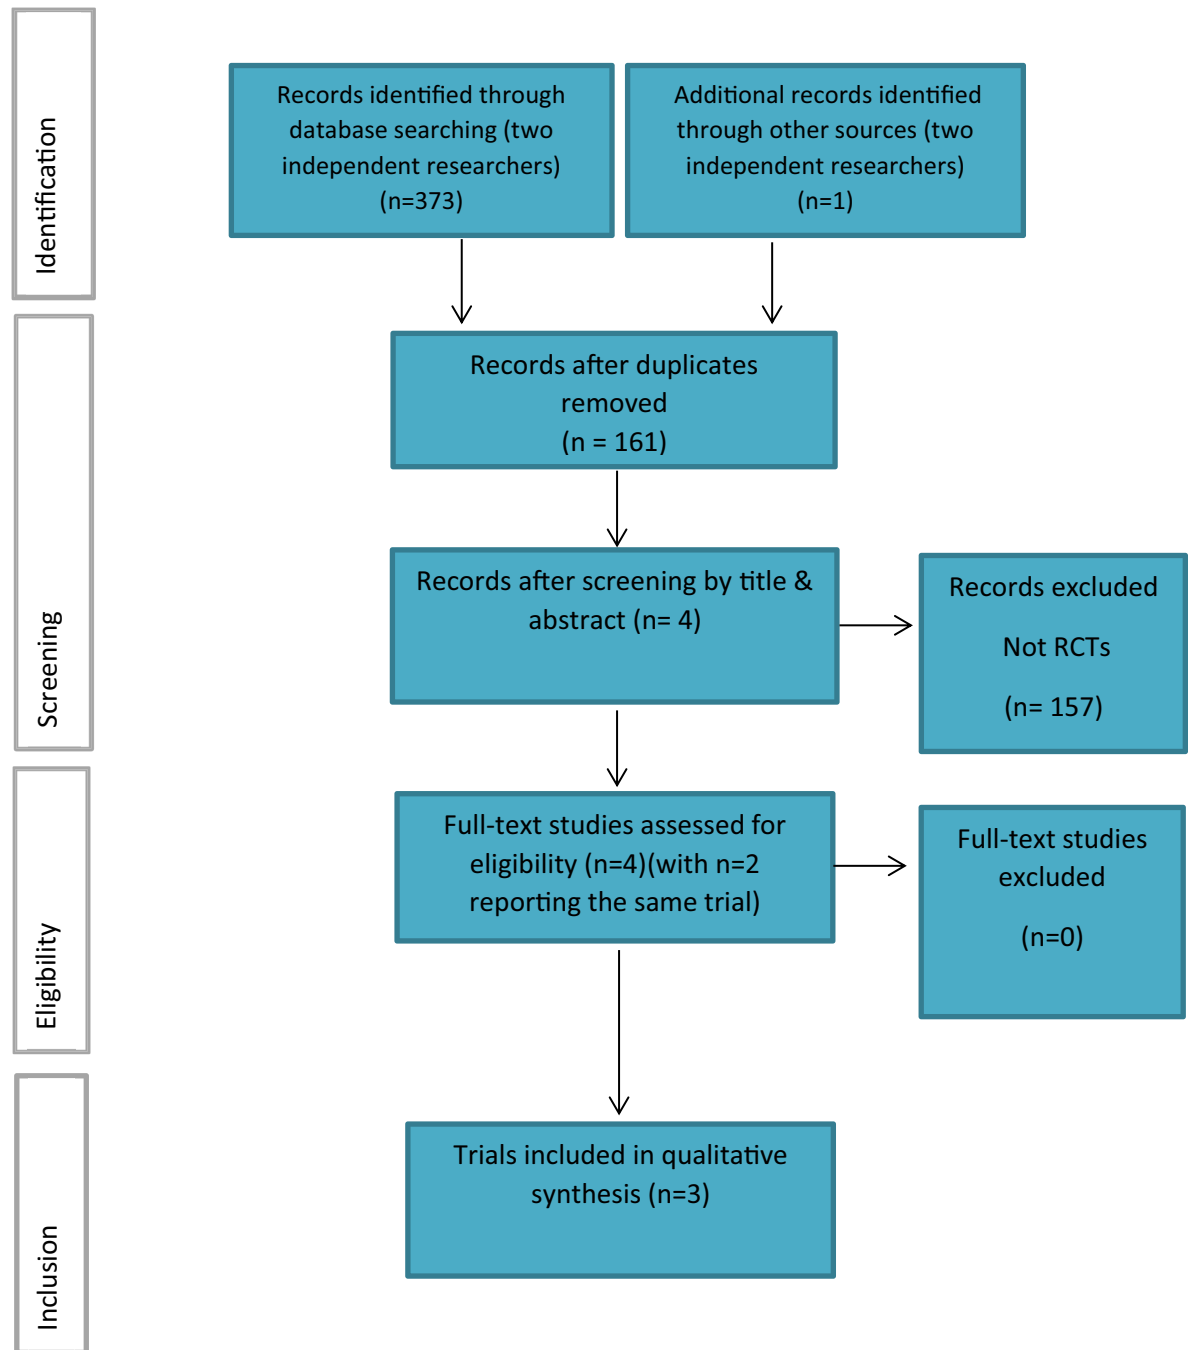 Identification
Records identified through
database searching (two
independent researchers)
(n=373)
Additional records identified
through other sources (two
independent researchers)
(n=1)
Screening
Records after duplicates
removed
(n = 161)
Records after screening by title &
abstract (n= 4)
Records excluded
Not RCTs
(n= 157)
Eligibility
Full-text studies assessed for
eligibility (n=4)(with n=2
reporting the same trial)
Full-text studies
excluded
(n=0)
Inclusion
Trials included in qualitative
synthesis (n=3)